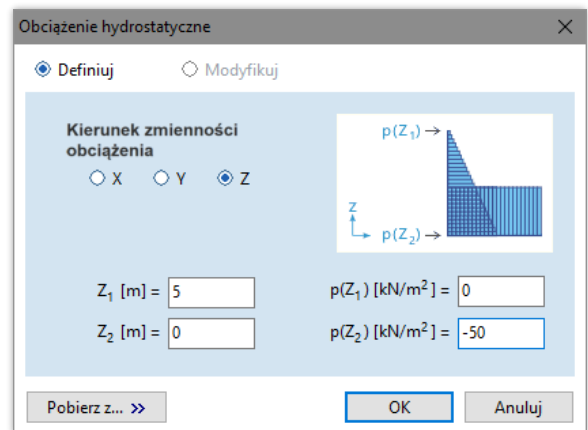 Obciążenie hydrostatyczne
Definiuj Modyfikuj
Kierunek zmienności
obciążenia
X Y Z
p(Z₁)
z
p(Z₂)
Z₁ [m] = 5 p(Z₁) [kN/m²] = 0
Z₂ [m] = 0 p(Z₂) [kN/m²] = -50
Pobierz z... >> OK Anuluj